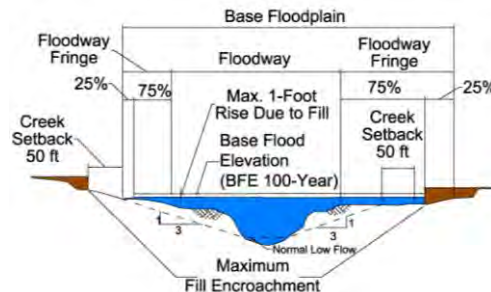 Base Floodplain
Floodway
Fringe
Floodway
Floodway
Fringe
25%
75%
75%
25%
Max. 1-Foot
Rise Due to Fill
Creek
Setback
50 ft
Base Flood
Elevation
(BFE 100-Year)
Creek
Setback
50 ft
1
3
1
3
Normal Low Flow
Maximum
Fill Encroachment